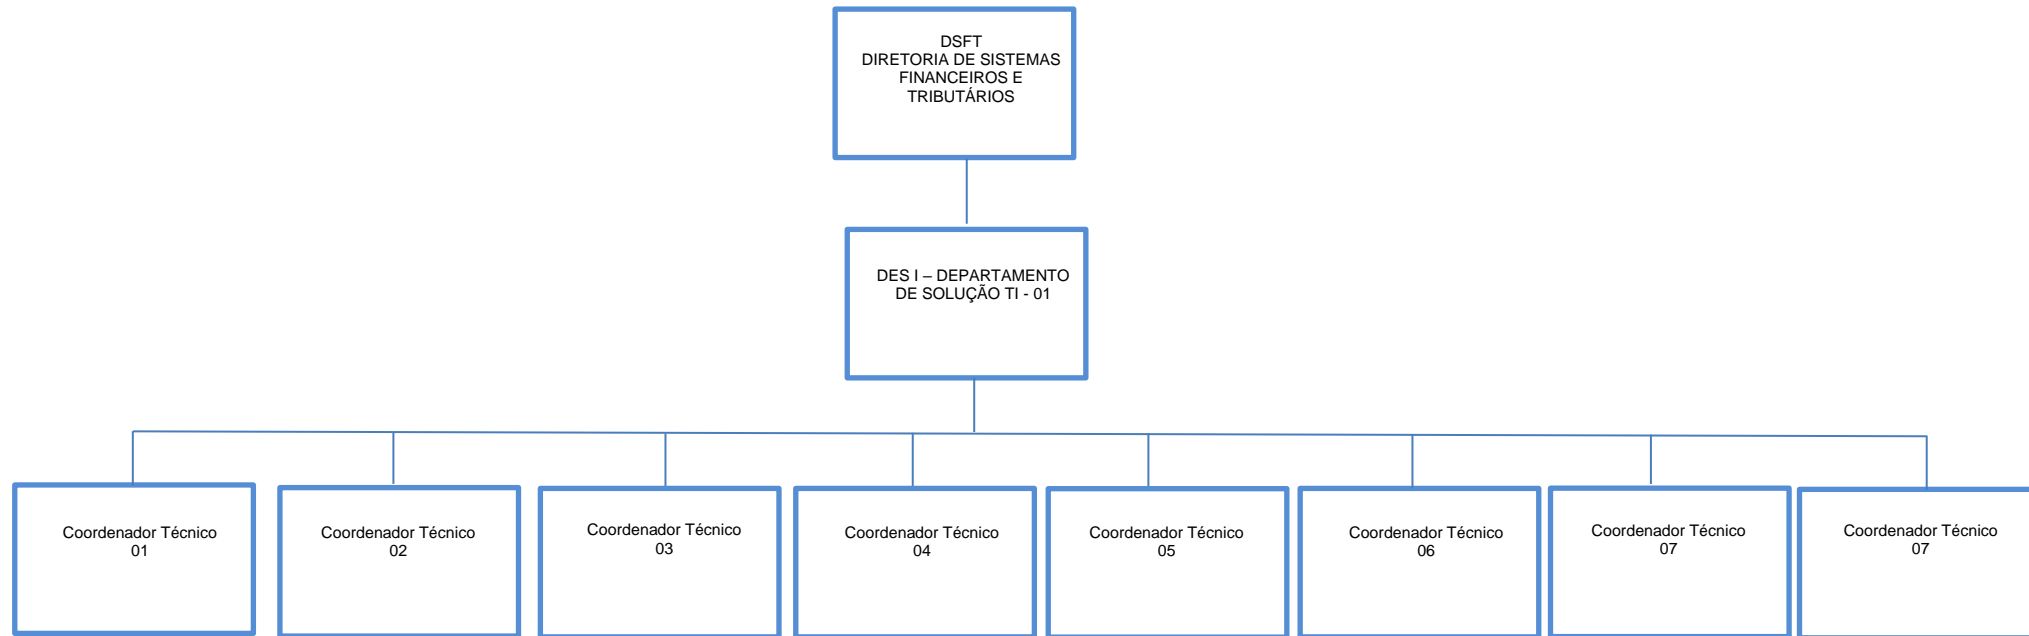 DSFT
DIRETORIA DE SISTEMAS
FINANCEIROS E
TRIBUTÁRIOS
DES I – DEPARTAMENTO
DE SOLUÇÃO TI - 01
Coordenador Técnico
01
Coordenador Técnico
02
Coordenador Técnico
03
Coordenador Técnico
04
Coordenador Técnico
05
Coordenador Técnico
06
Coordenador Técnico
07
Coordenador Técnico
07